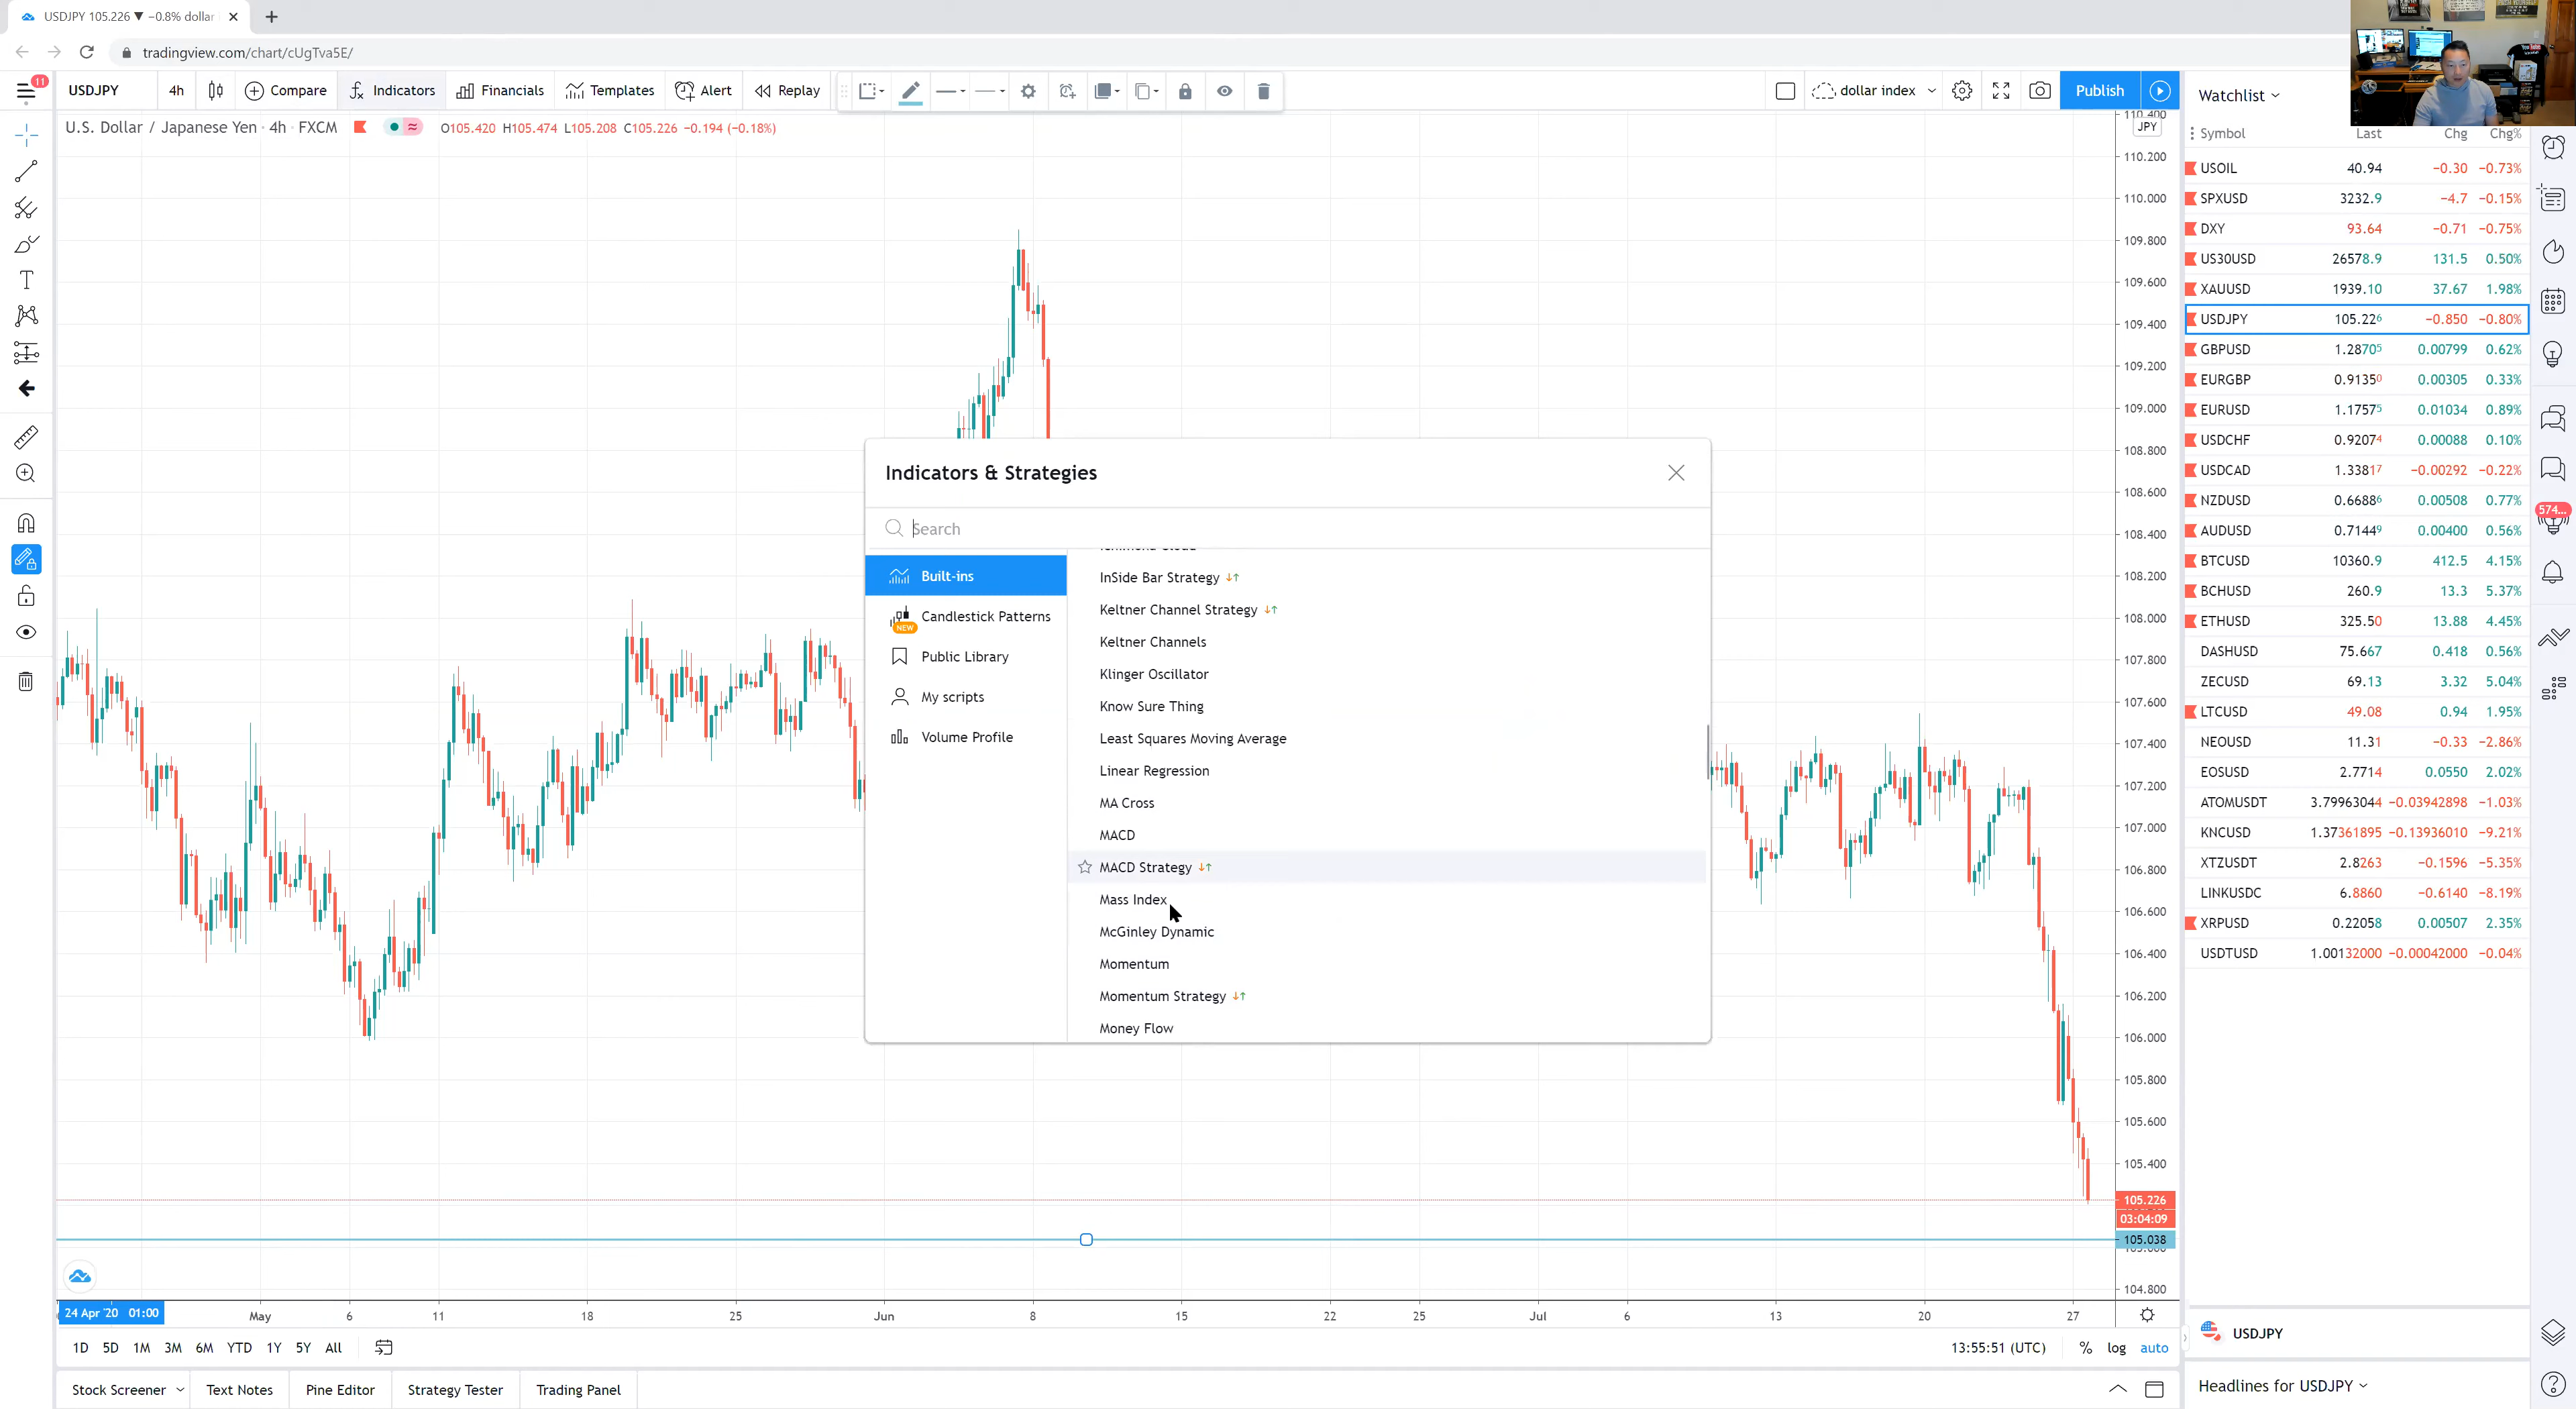 USDJPY 105.226 ▼ −0.8% dollar
tradingview.com/chart/cUgTva5E/
11
USDJPY 4h Compare Indicators Financials Templates Alert Replay dollar index Publish
U.S. Dollar / Japanese Yen · 4h · FXCM O105.420 H105.474 L105.208 C105.226 −0.194 (−0.18%)
JPY
110.400
110.200
110.000
109.800
109.600
109.400
109.200
109.000
108.800
108.600
108.400
108.200
108.000
107.800
107.600
107.400
107.200
107.000
106.800
106.600
106.400
106.200
106.000
105.800
105.600
105.400
105.226
03:04:09
105.038
104.800
Indicators & Strategies
Search
Built-ins
Candlestick Patterns
NEW
Public Library
My scripts
Volume Profile
InSide Bar Strategy
Keltner Channel Strategy
Keltner Channels
Klinger Oscillator
Know Sure Thing
Least Squares Moving Average
Linear Regression
MA Cross
MACD
MACD Strategy
Mass Index
McGinley Dynamic
Momentum
Momentum Strategy
Money Flow
24 Apr '20 01:00 May 6 11 18 25 Jun 8 15 22 25 Jul 6 13 20 27
1D 5D 1M 3M 6M YTD 1Y 5Y All 13:55:51 (UTC) % log auto
Stock Screener Text Notes Pine Editor Strategy Tester Trading Panel
Watchlist
Symbol Last Chg Chg%
USOIL 40.94 −0.30 −0.73%
SPXUSD 3232.9 −4.7 −0.15%
DXY 93.64 −0.71 −0.75%
US30USD 26578.9 131.5 0.50%
XAUUSD 1939.10 37.67 1.98%
USDJPY 105.226 −0.850 −0.80%
GBPUSD 1.28705 0.00799 0.62%
EURGBP 0.91350 0.00305 0.33%
EURUSD 1.17575 0.01034 0.89%
USDCHF 0.92074 0.00088 0.10%
USDCAD 1.33817 −0.00292 −0.22%
NZDUSD 0.66886 0.00508 0.77%
AUDUSD 0.71449 0.00400 0.56%
BTCUSD 10360.9 412.5 4.15%
BCHUSD 260.9 13.3 5.37%
ETHUSD 325.50 13.88 4.45%
DASHUSD 75.667 0.418 0.56%
ZECUSD 69.13 3.32 5.04%
LTCUSD 49.08 0.94 1.95%
NEOUSD 11.31 −0.33 −2.86%
EOSUSD 2.7714 0.0550 2.02%
ATOMUSDT 3.79963044 −0.03942898 −1.03%
KNCUSD 1.37361895 −0.13936010 −9.21%
XTZUSDT 2.8263 −0.1596 −5.35%
LINKUSDC 6.8860 −0.6140 −8.19%
XRPUSD 0.22058 0.00507 2.35%
USDTUSD 1.00132000 −0.00042000 −0.04%
574...
USDJPY
Headlines for USDJPY